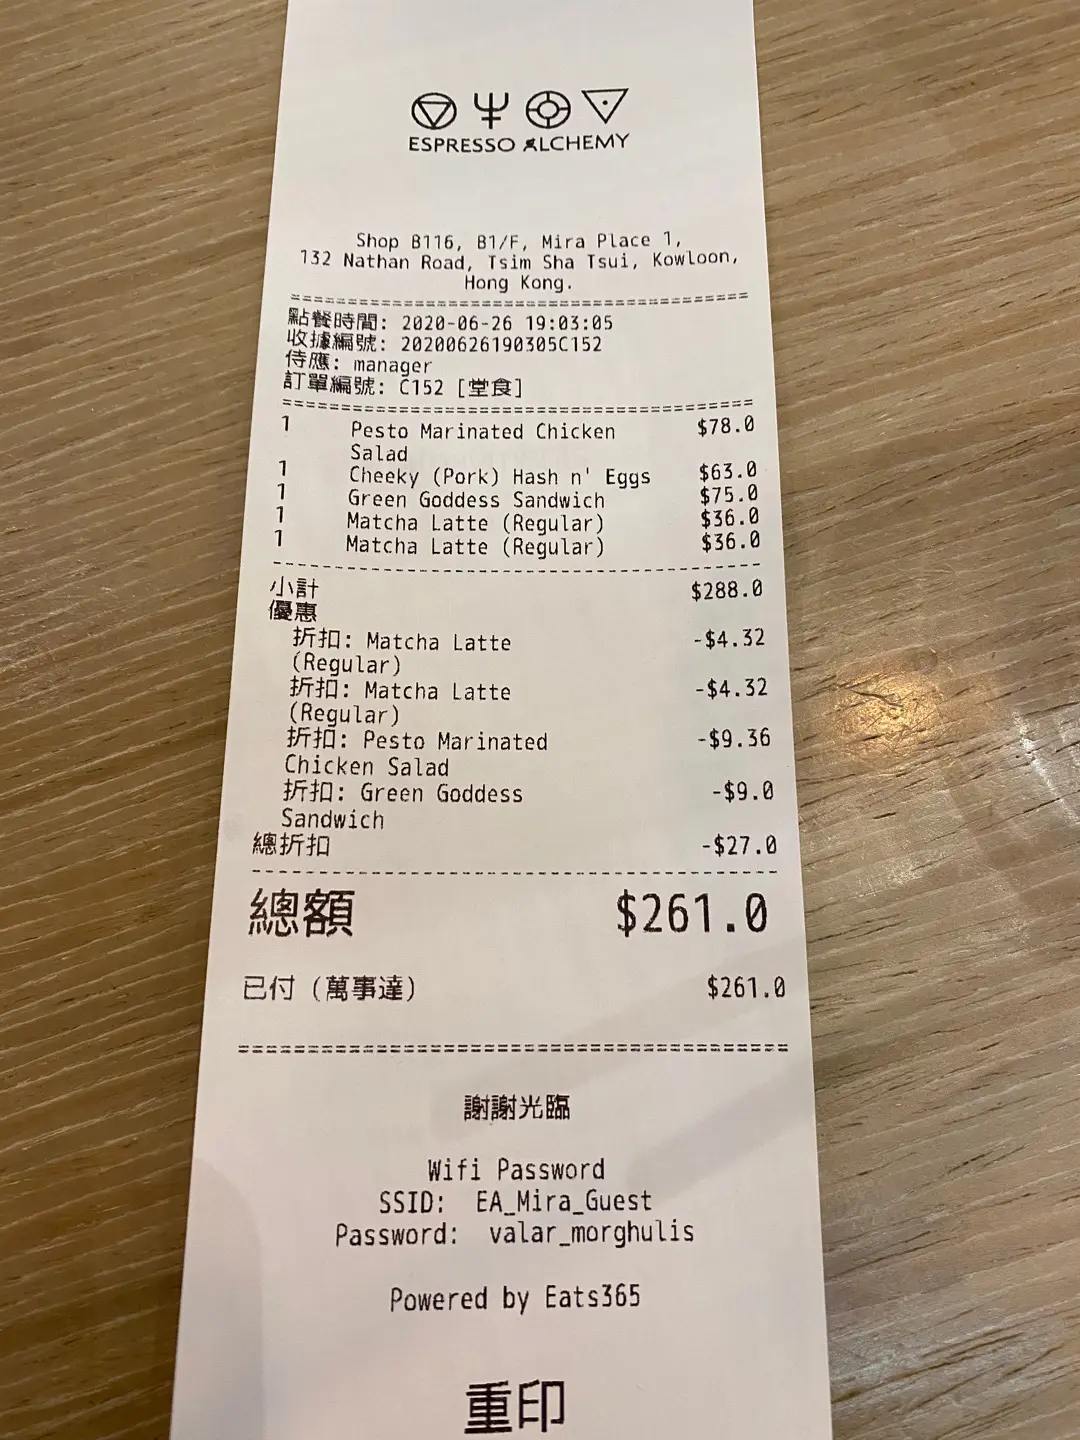 ESPRESSO ALCHEMY
Shop B116, B1/F, Mira Place 1,
132 Nathan Road, Tsim Sha Tsui, Kowloon,
Hong Kong.
========================================
點餐時間: 2020-06-26 19:03:05
收據編號: 20200626190305C152
侍應: manager
訂單編號: C152 [堂食]
========================================
1 Pesto Marinated Chicken $78.0
Salad
1 Cheeky (Pork) Hash n' Eggs $63.0
1 Green Goddess Sandwich $75.0
1 Matcha Latte (Regular) $36.0
1 Matcha Latte (Regular) $36.0
----------------------------------------
小計 $288.0
優惠
折扣: Matcha Latte -$4.32
(Regular)
折扣: Matcha Latte -$4.32
(Regular)
折扣: Pesto Marinated -$9.36
Chicken Salad
折扣: Green Goddess -$9.0
Sandwich
總折扣 -$27.0
----------------------------------------
總額 $261.0
已付 (萬事達) $261.0
========================================
謝謝光臨
Wifi Password
SSID: EA_Mira_Guest
Password: valar_morghulis
Powered by Eats365
重印